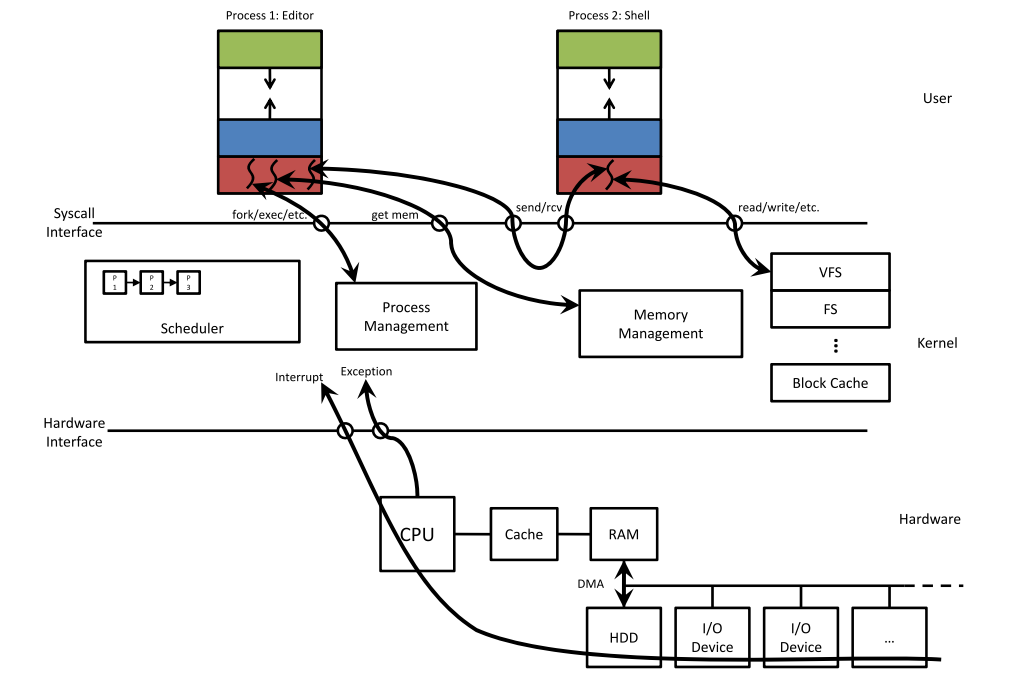 Process 1: Editor
Process 2: Shell
User
Syscall
Interface
fork/exec/etc.
get mem
send/rcv
read/write/etc.
P
1
P
2
P
3
Scheduler
Process
Management
Memory
Management
VFS
FS
⋮
Block Cache
Kernel
Interrupt
Exception
Hardware
Interface
CPU
Cache
RAM
Hardware
DMA
HDD
I/O
Device
I/O
Device
...